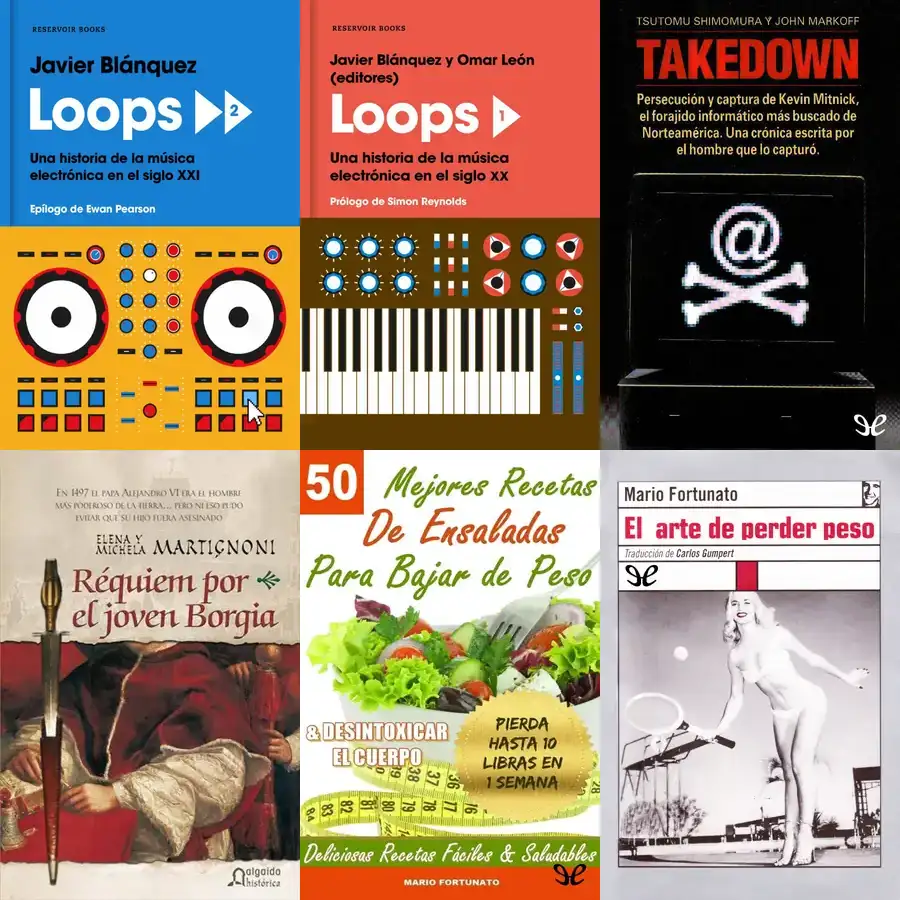 RESERVOIR BOOKS
Javier Blánquez
Loops 2
Una historia de la música
electrónica en el siglo XXI
Epílogo de Ewan Pearson
RESERVOIR BOOKS
Javier Blánquez y Omar León
(editores)
Loops 1
Una historia de la música
electrónica en el siglo XX
Prólogo de Simon Reynolds
TSUTOMU SHIMOMURA Y JOHN MARKOFF
TAKEDOWN
Persecución y captura de Kevin Mitnick,
el forajido informático más buscado de
Norteamérica. Una crónica escrita por
el hombre que lo capturó.
@
EN 1497 EL PAPA ALEJANDRO VI ERA EL HOMBRE
MÁS PODEROSO DE LA TIERRA... PERO NI ESO PUDO
EVITAR QUE SU HIJO FUERA ASESINADO
ELENA Y
MICHELA MARTIGNONI
Réquiem por
el joven Borgia
algaida
histórica
50 Mejores Recetas
De Ensaladas
Para Bajar de Peso
& DESINTOXICAR
EL CUERPO
PIERDA
HASTA 10
LIBRAS EN
1 SEMANA
Deliciosas Recetas Fáciles & Saludables
MARIO FORTUNATO
Mario Fortunato
El arte de perder peso
Traducción de Carlos Gumpert